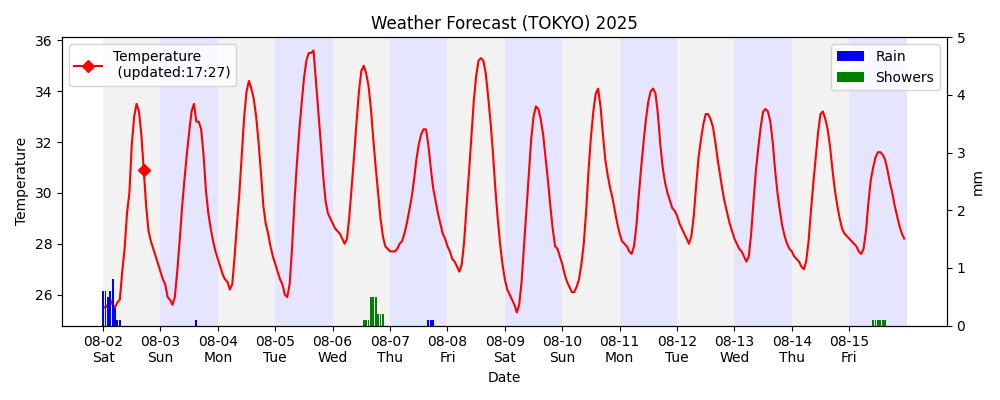 Weather Forecast (TOKYO) 2025
Temperature
(updated:17:27)
Rain
Showers
36
34
32
30
28
26
Temperature
5
4
3
2
1
0
mm
08-02 08-03 08-04 08-05 08-06 08-07 08-08 08-09 08-10 08-11 08-12 08-13 08-14 08-15
Sat Sun Mon Tue Wed Thu Fri Sat Sun Mon Tue Wed Thu Fri
Date